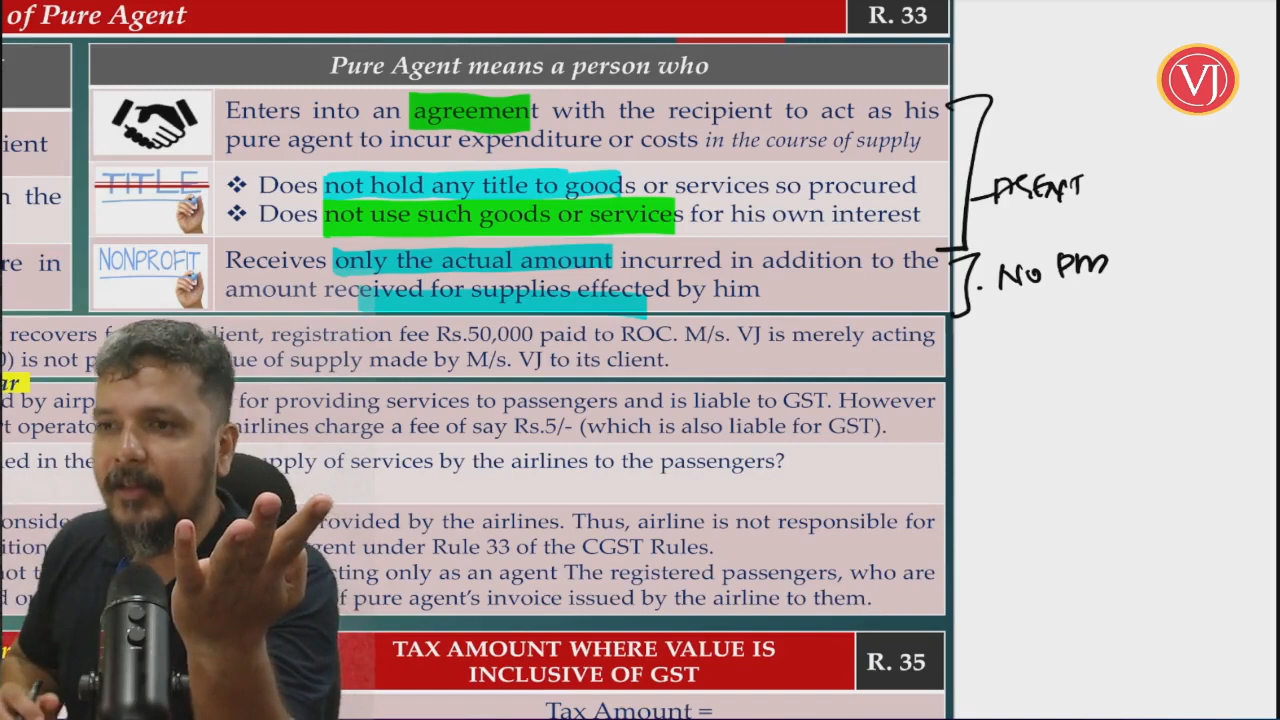 of Pure Agent
R. 33
VJ
Pure Agent means a person who
ient
n the
re in
Enters into an agreement with the recipient to act as his
pure agent to incur expenditure or costs in the course of supply
TITLE
❖ Does not hold any title to goods or services so procured
❖ Does not use such goods or services for his own interest
AGENT
NONPROFIT
Receives only the actual amount incurred in addition to the
amount received for supplies effected by him
No
recovers lient, registration fee Rs.50,000 paid to ROC. M/s. VJ is merely acting
0) is not p ue of supply made by M/s. VJ to its client.
ar
d by airp for providing services to passengers and is liable to GST. However
t operato airlines charge a fee of say Rs.5/- (which is also liable for GST).
ed in the upply of services by the airlines to the passengers?
onside rovided by the airlines. Thus, airline is not responsible for
ition gent under Rule 33 of the CGST Rules.
not t cting only as an agent The registered passengers, who are
d or f pure agent's invoice issued by the airline to them.
TAX AMOUNT WHERE VALUE IS
INCLUSIVE OF GST
R. 35
Tax Amount =